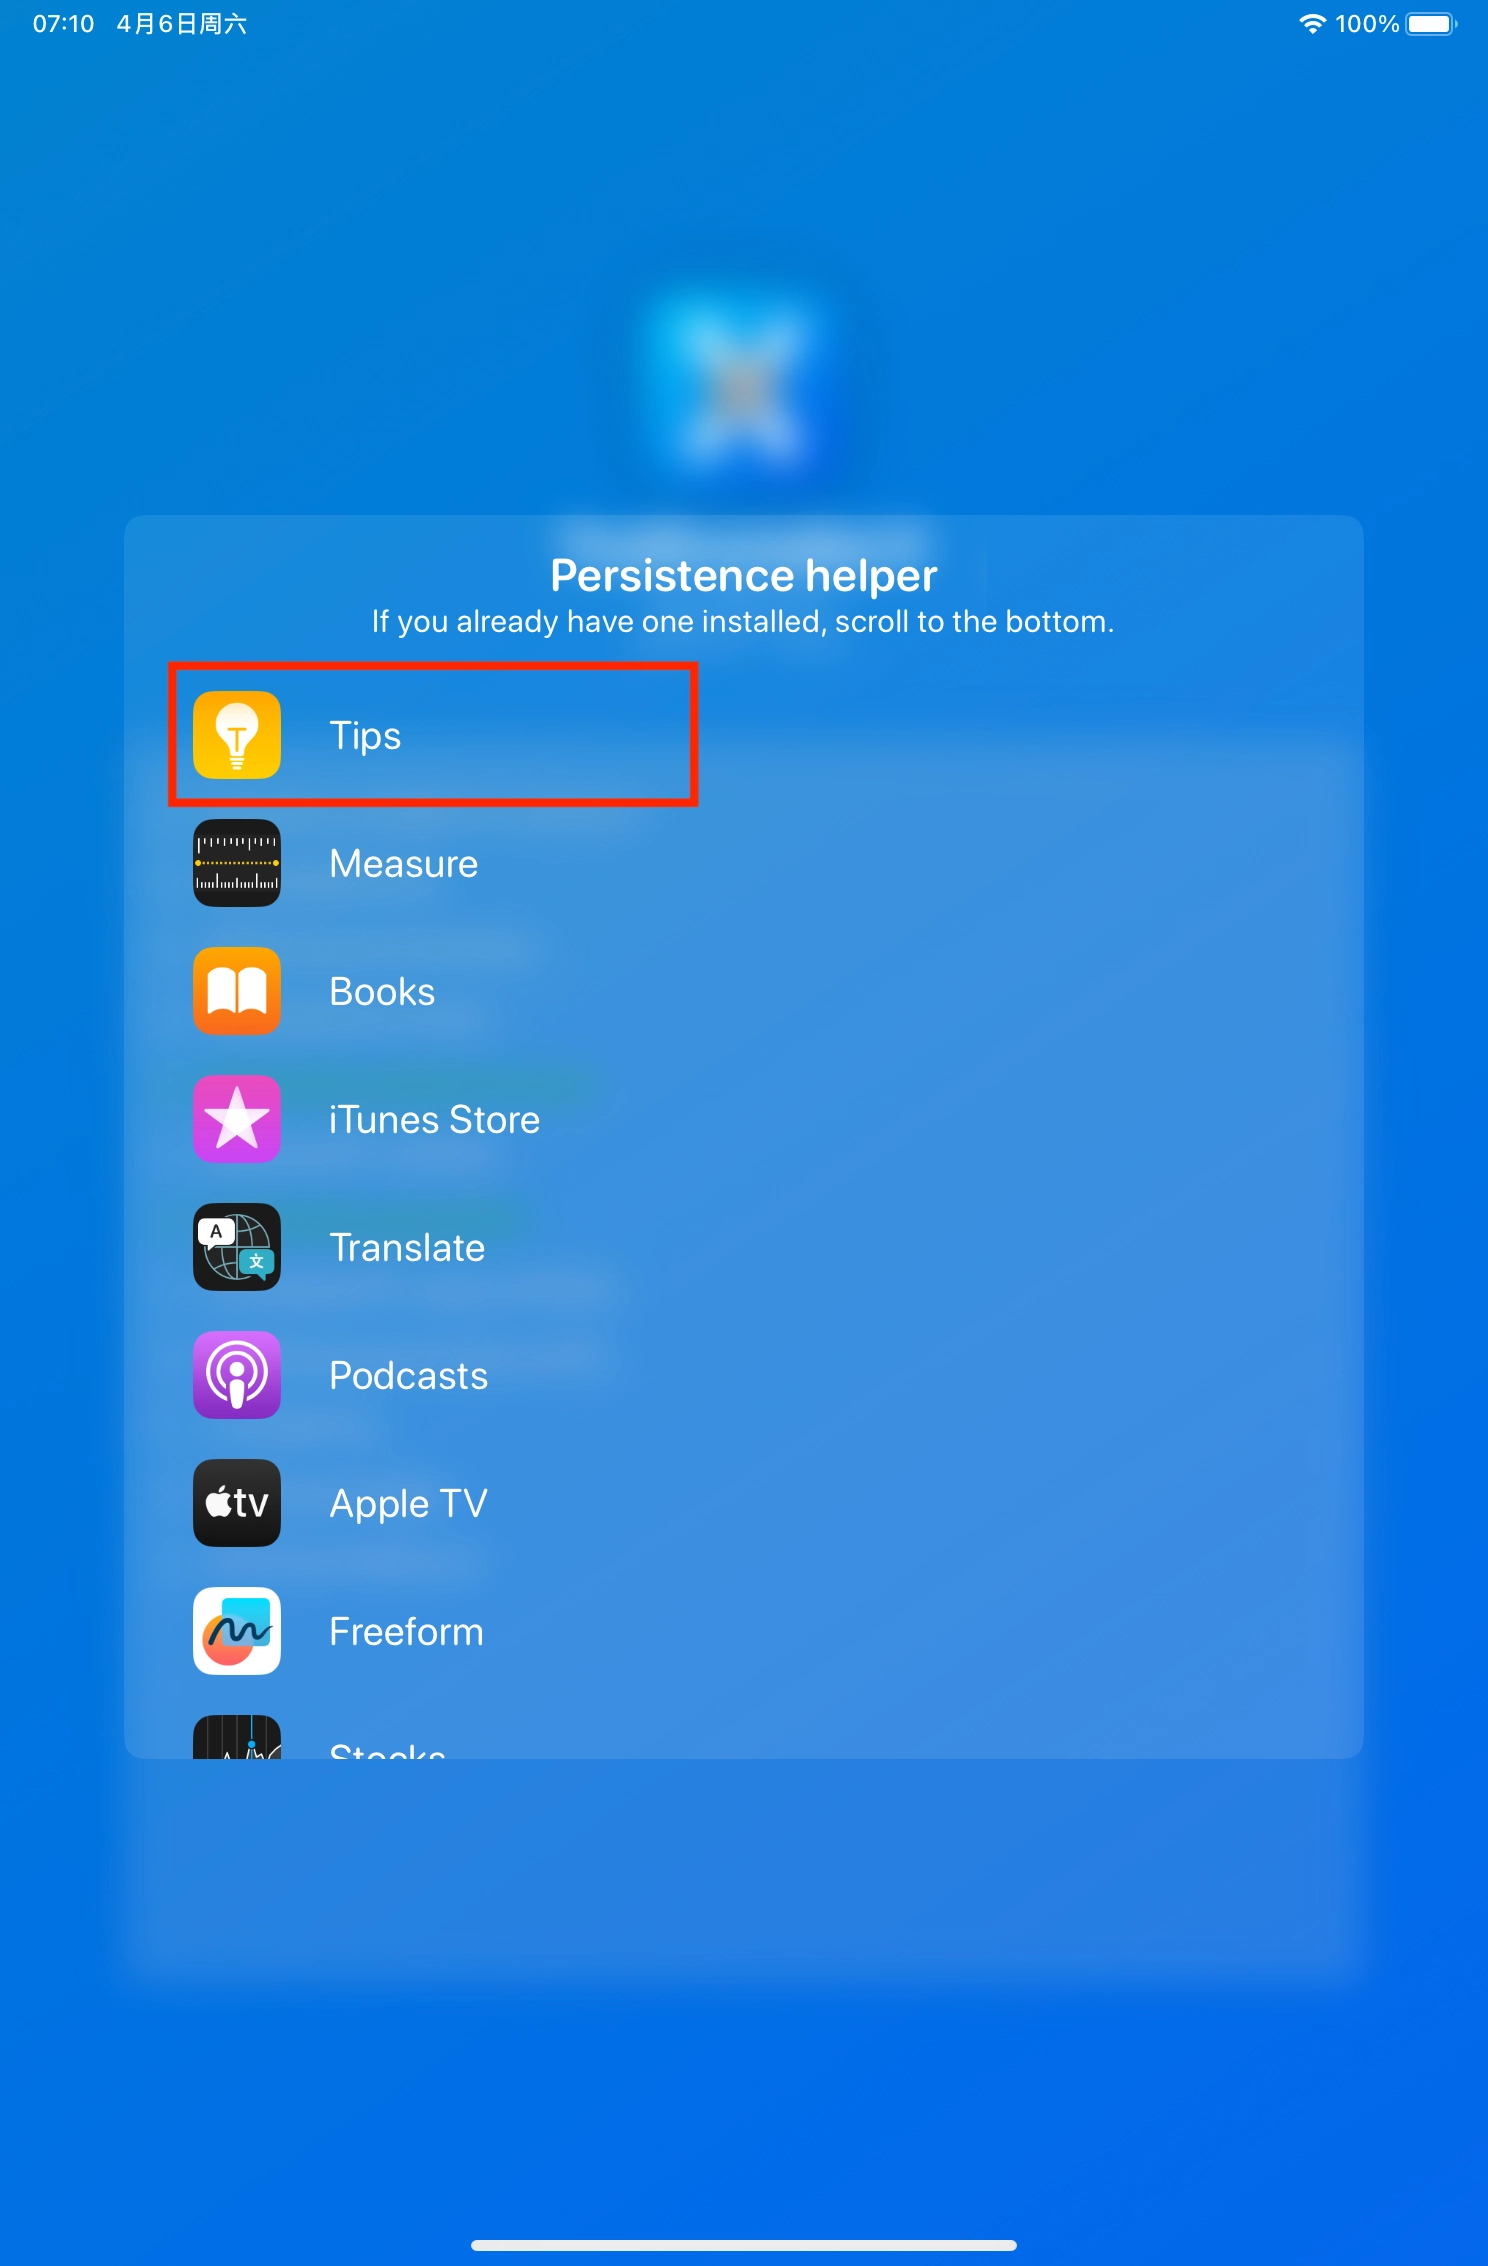 07:10 4月6日周六 100%
Persistence helper
If you already have one installed, scroll to the bottom.
Tips
Measure
Books
iTunes Store
A
文
Translate
Podcasts
tv
Apple TV
Freeform
Stocks